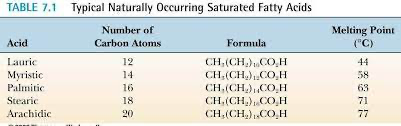 TABLE 7.1 Typical Naturally Occurring Saturated Fatty Acids
Number of Melting Point
Acid Carbon Atoms Formula (°C)
Lauric 12 CH₃(CH₂)₁₀CO₂H 44
Myristic 14 CH₃(CH₂)₁₂CO₂H 58
Palmitic 16 CH₃(CH₂)₁₄CO₂H 63
Stearic 18 CH₃(CH₂)₁₆CO₂H 71
Arachidic 20 CH₃(CH₂)₁₈CO₂H 77